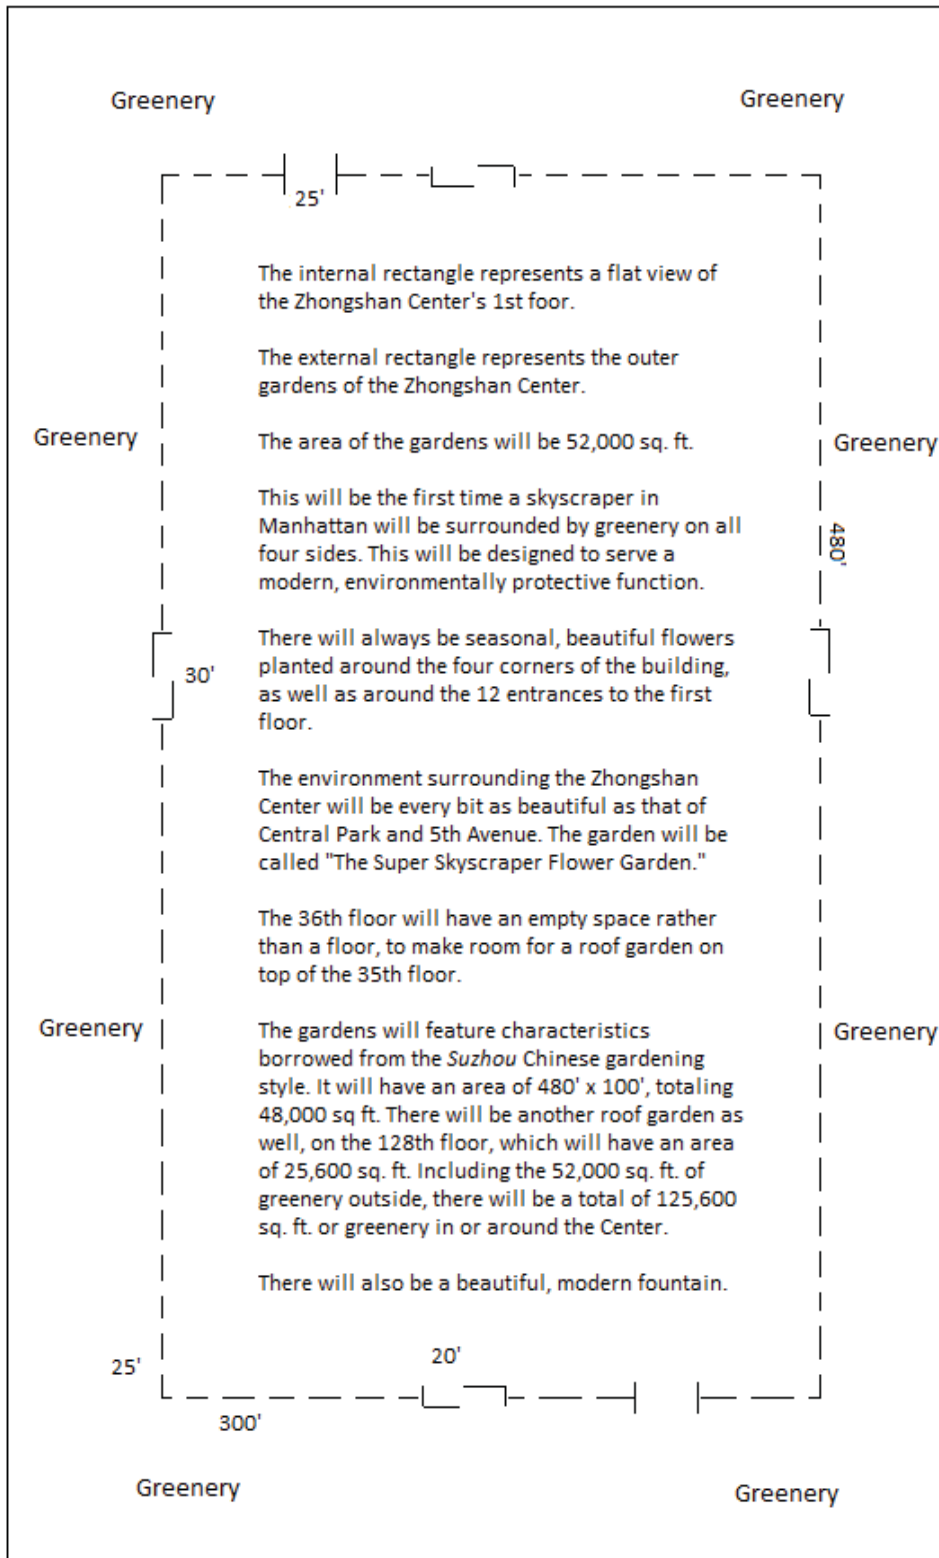 Greenery
Greenery
25'
The internal rectangle represents a flat view of
the Zhongshan Center's 1st foor.
The external rectangle represents the outer
gardens of the Zhongshan Center.
Greenery
The area of the gardens will be 52,000 sq. ft.
Greenery
This will be the first time a skyscraper in
Manhattan will be surrounded by greenery on all
four sides. This will be designed to serve a
modern, environmentally protective function.
480'
There will always be seasonal, beautiful flowers
planted around the four corners of the building,
as well as around the 12 entrances to the first
floor.
30'
The environment surrounding the Zhongshan
Center will be every bit as beautiful as that of
Central Park and 5th Avenue. The garden will be
called "The Super Skyscraper Flower Garden."
The 36th floor will have an empty space rather
than a floor, to make room for a roof garden on
top of the 35th floor.
Greenery
The gardens will feature characteristics
Greenery
borrowed from the Suzhou Chinese gardening
style. It will have an area of 480' x 100', totaling
48,000 sq ft. There will be another roof garden as
well, on the 128th floor, which will have an area
of 25,600 sq. ft. Including the 52,000 sq. ft. of
greenery outside, there will be a total of 125,600
sq. ft. or greenery in or around the Center.
There will also be a beautiful, modern fountain.
25'
20'
300'
Greenery
Greenery